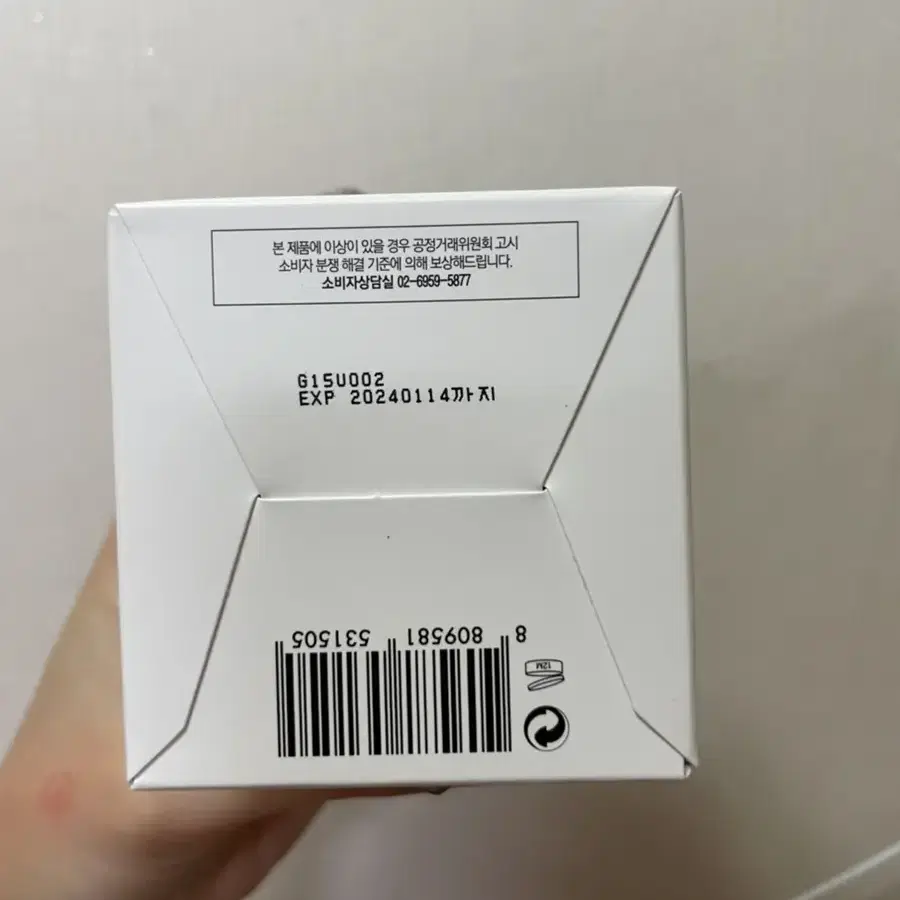 본 제품에 이상이 있을 경우 공정거래위원회 고시
소비자 분쟁 해결 기준에 의해 보상해드립니다.
소비자상담실 02-6959-5877
G15U002
EXP 20240114까지
8 809581 531505
12M